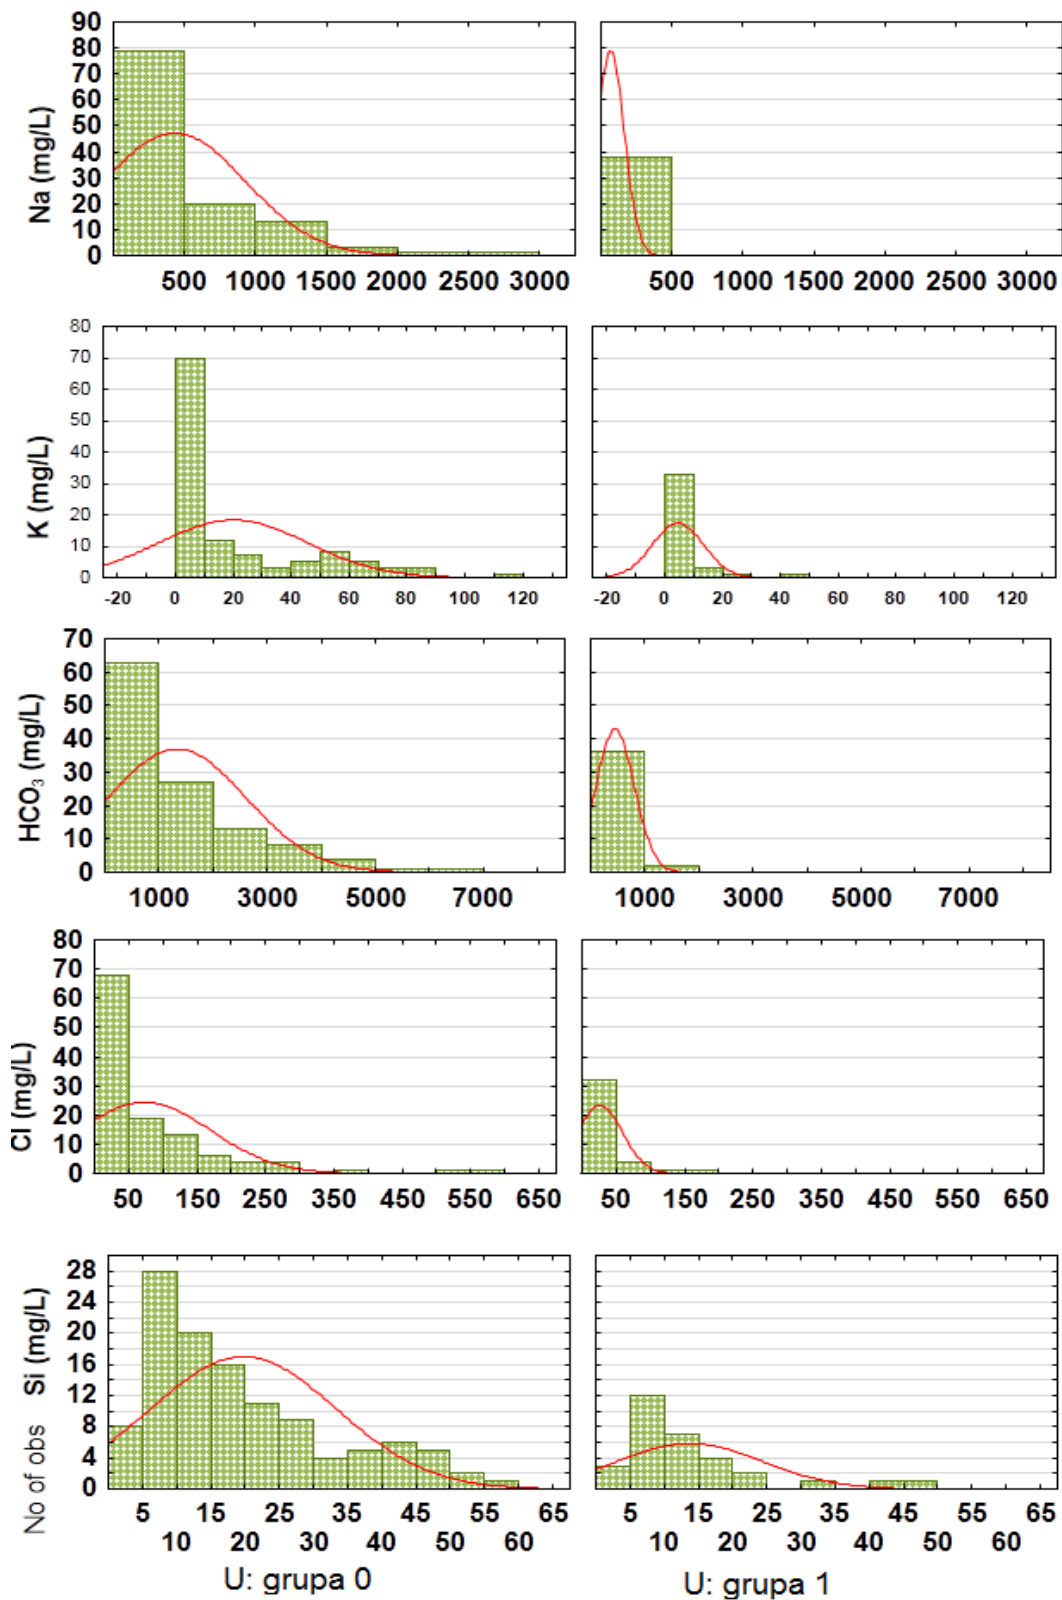 Na (mg/L)
90
80
70
60
50
40
30
20
10
0
500 1000 1500 2000 2500 3000
500 1000 1500 2000 2500 3000
K (mg/L)
80
70
60
50
40
30
20
10
0
-20 0 20 40 60 80 100 120
-20 0 20 40 60 80 100 120
HCO₃ (mg/L)
70
60
50
40
30
20
10
0
1000 3000 5000 7000
1000 3000 5000 7000
Cl (mg/L)
80
70
60
50
40
30
20
10
0
50 150 250 350 450 550 650
50 150 250 350 450 550 650
No of obs Si (mg/L)
28
24
20
16
12
8
4
0
5 15 25 35 45 55 65
10 20 30 40 50 60
5 15 25 35 45 55 65
10 20 30 40 50 60
U: grupa 0
U: grupa 1